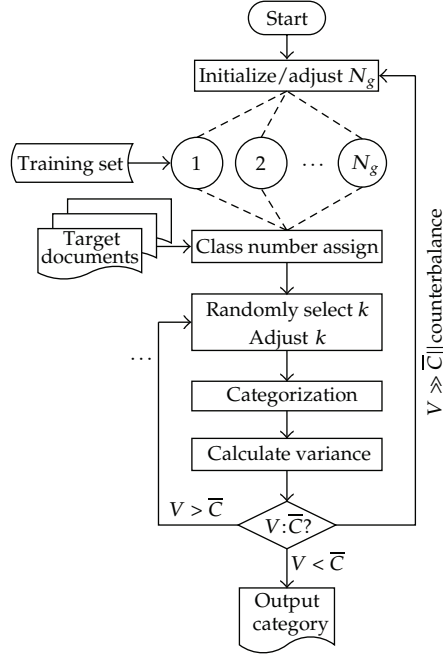 Start
Initialize/adjust N_g
Training set
1
2
...
N_g
Target
documents
Class number assign
Randomly select k
Adjust k
...
Categorization
Calculate variance
V > C̅
V:C̅?
V ≫ C̅||counterbalance
V < C̅
Output
category